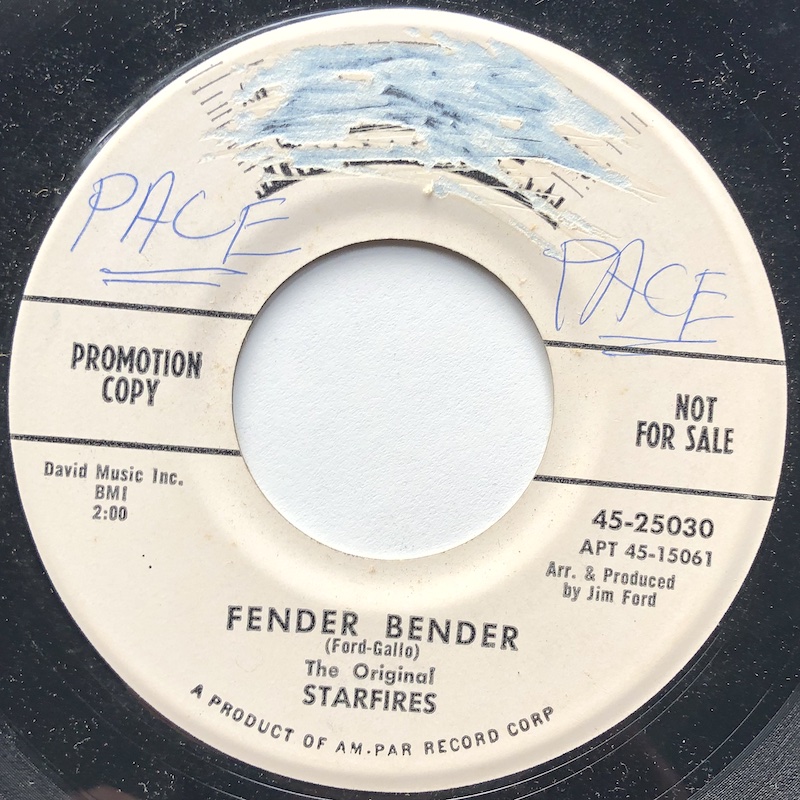 PACE
PACE
PROMOTION
COPY
NOT
FOR SALE
David Music Inc.
BMI
2:00
45-25030
APT 45-15061
Arr. & Produced
by Jim Ford
FENDER BENDER
(Ford-Gallo)
The Original
STARFIRES
A PRODUCT OF AM-PAR RECORD CORP